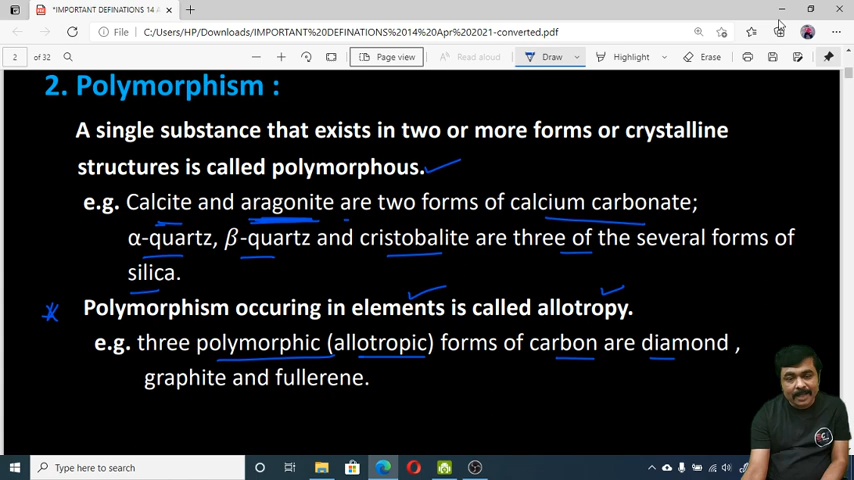 *IMPORTANT DEFINATIONS 14 A
File
C:/Users/HP/Downloads/IMPORTANT%20DEFINATIONS%2014%20Apr%202021-converted.pdf
2 of 32
Page view
Read aloud
Draw
Highlight
Erase
2. Polymorphism :
A single substance that exists in two or more forms or crystalline
structures is called polymorphous.
e.g. Calcite and aragonite are two forms of calcium carbonate;
α-quartz, β-quartz and cristobalite are three of the several forms of
silica.
Polymorphism occuring in elements is called allotropy.
e.g. three polymorphic (allotropic) forms of carbon are diamond ,
graphite and fullerene.
Type here to search